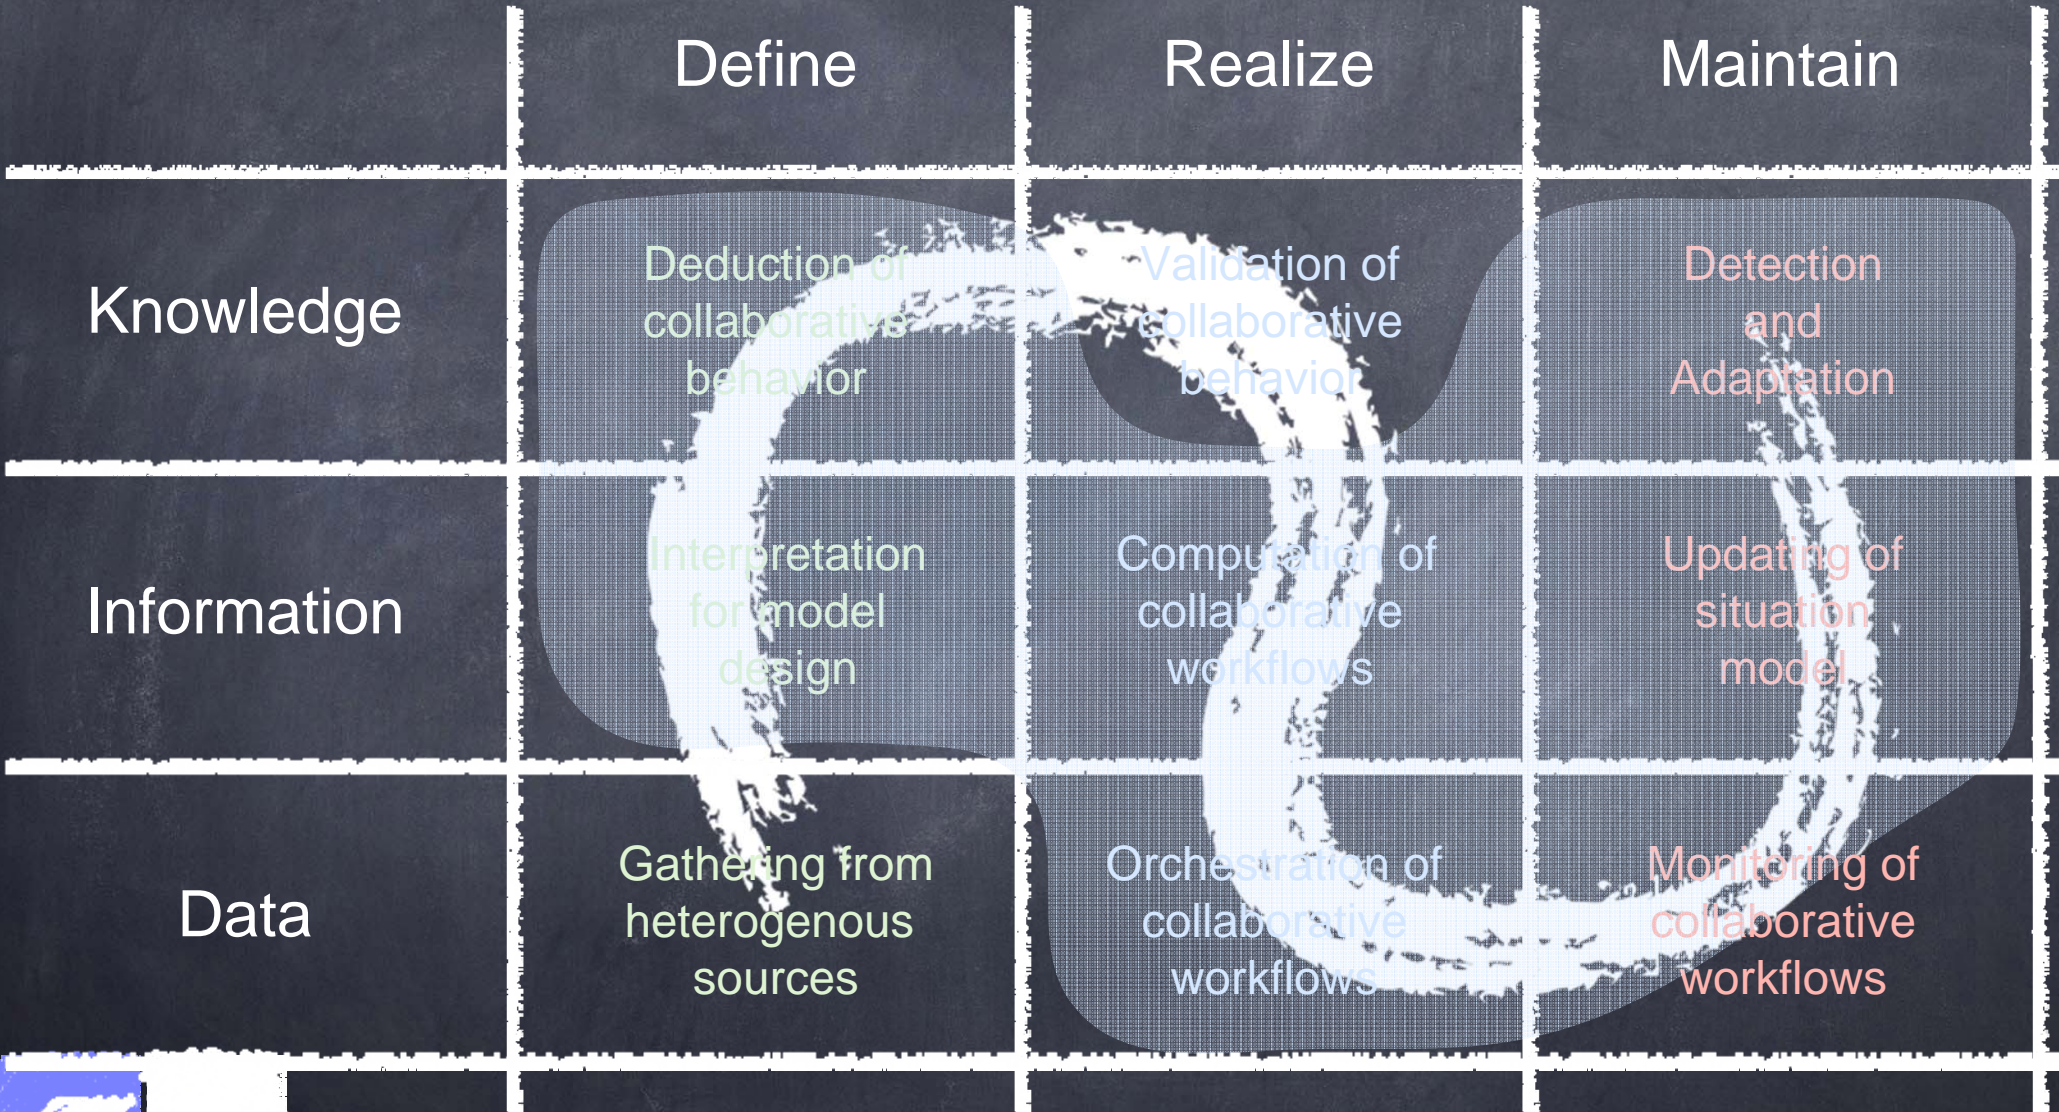 Define
Realize
Maintain
Knowledge
Deduction of
collaborative
behavior
Validation of
collaborative
behavior
Detection
and
Adaptation
Information
Interpretation
for model
design
Computation of
collaborative
workflows
Updating of
situation
model
Data
Gathering from
heterogenous
sources
Orchestration of
collaborative
workflows
Monitoring of
collaborative
workflows